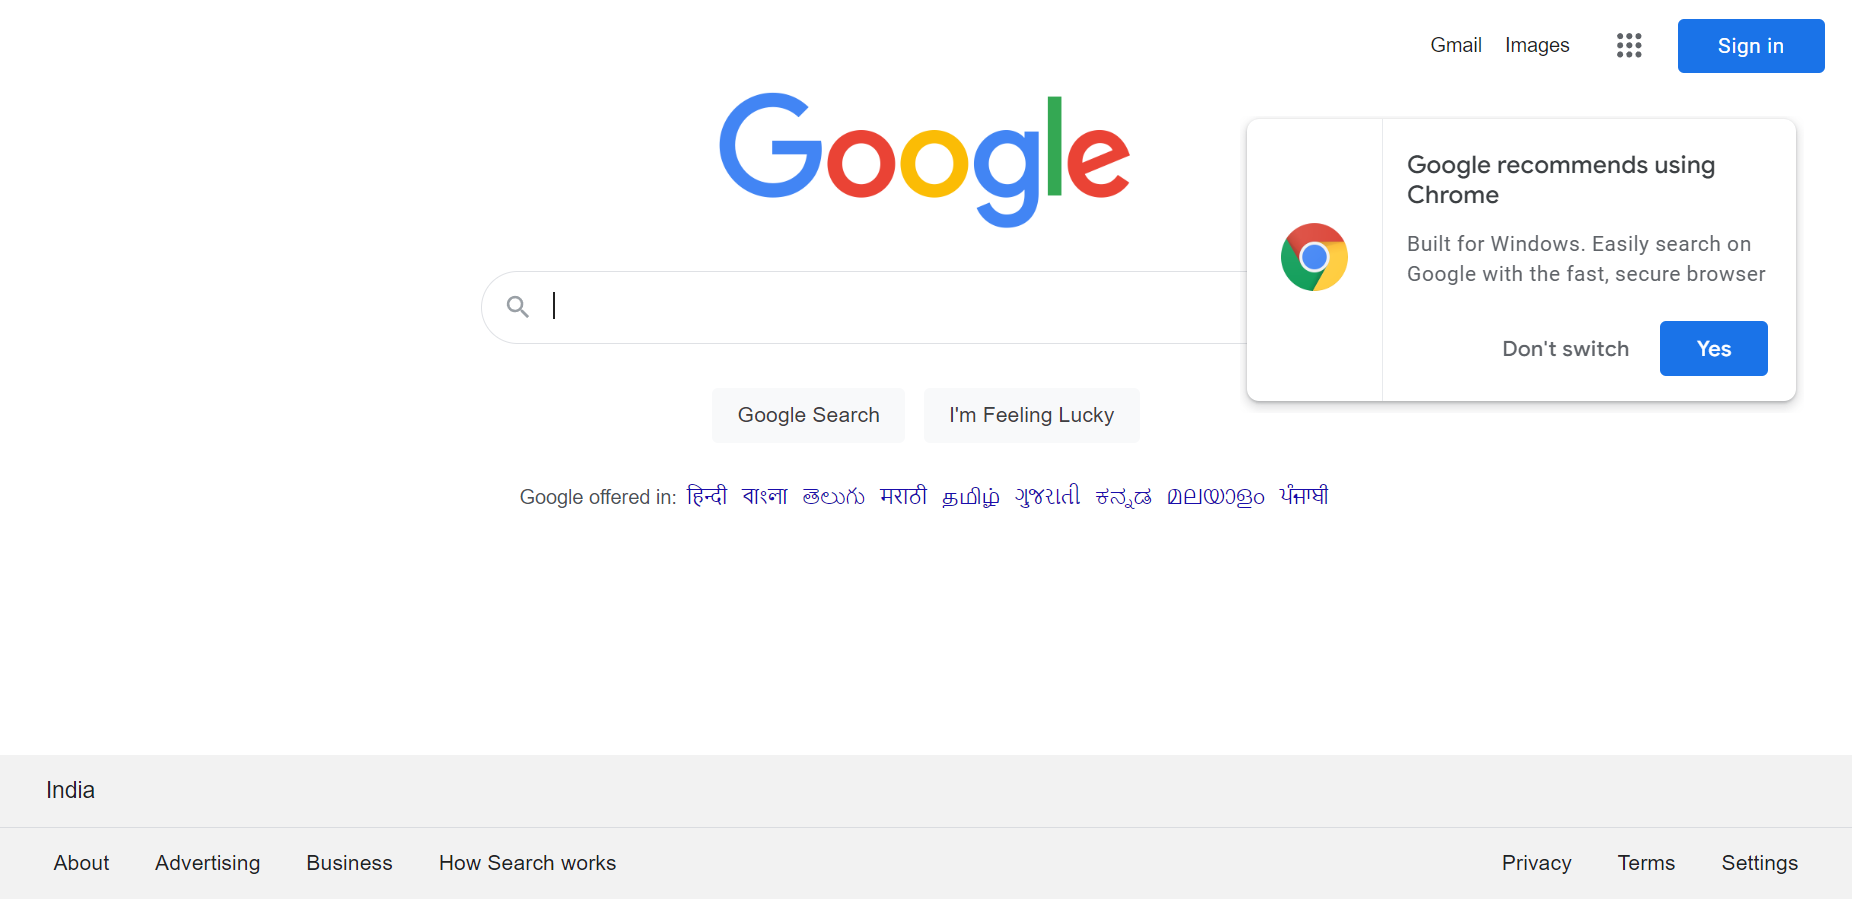 Gmail Images Sign in
Google
Google recommends using
Chrome
Built for Windows. Easily search on
Google with the fast, secure browser
Don't switch Yes
Google Search I'm Feeling Lucky
Google offered in: हिन्दी বাংলা తెలుగు मराठी தமிழ் ગુજરાતી ಕನ್ನಡ മലയാളം ਪੰਜਾਬੀ
India
About Advertising Business How Search works Privacy Terms Settings